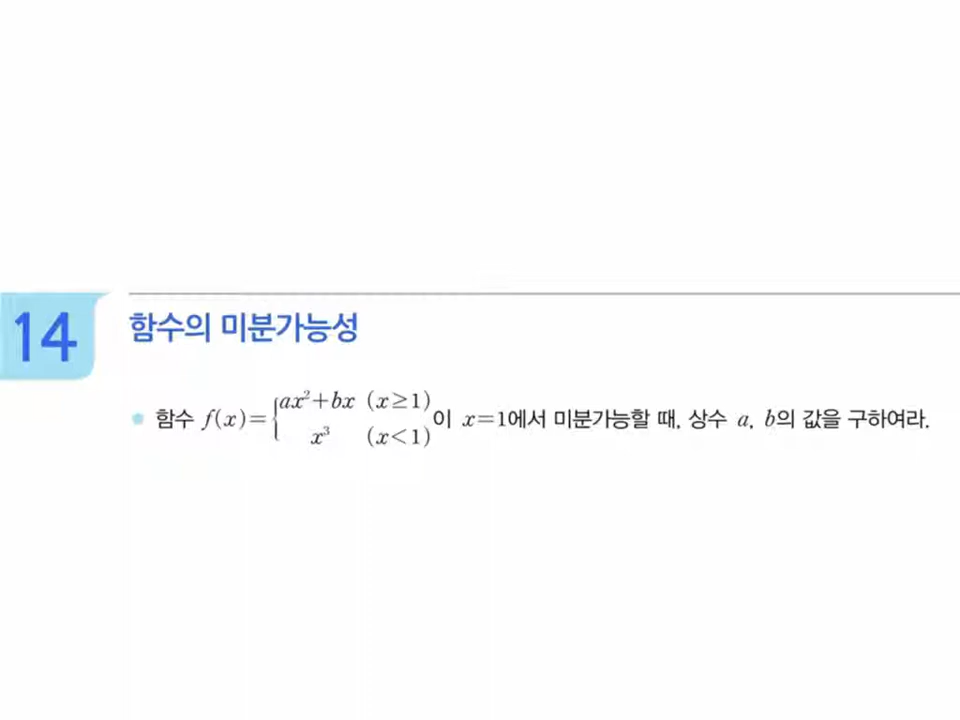 14 함수의 미분가능성
함수 f(x)={ax²+bx (x≥1)
x³ (x<1)
이 x=1에서 미분가능할 때, 상수 a, b의 값을 구하여라.